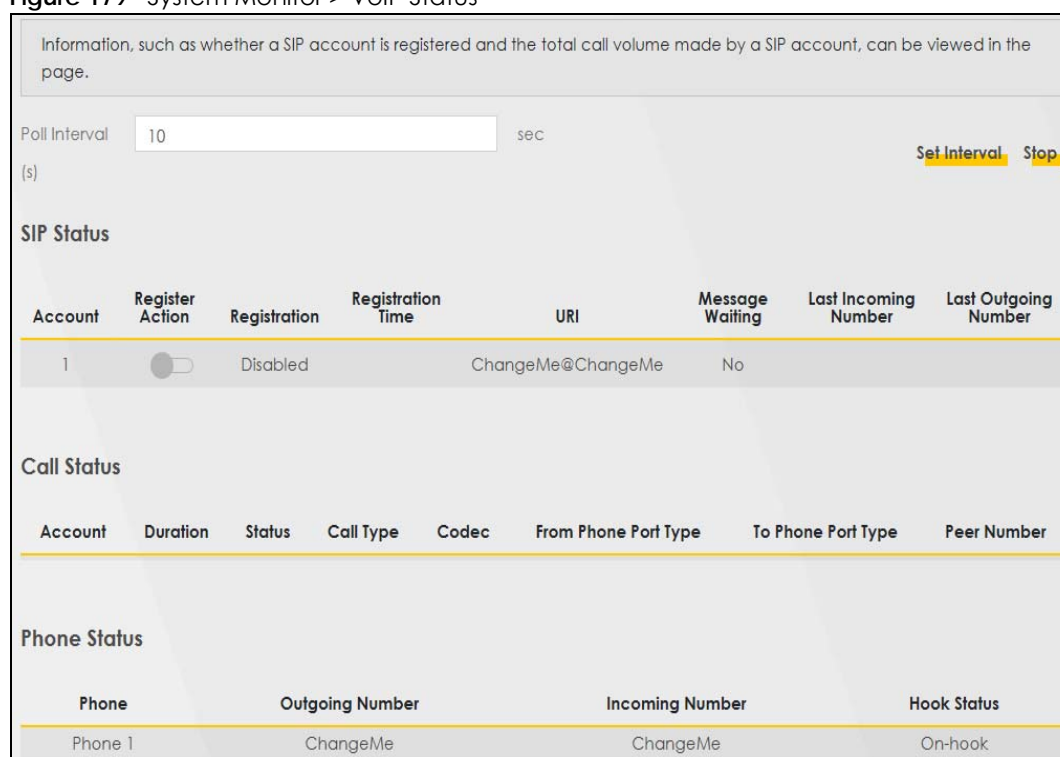 Figure 179 System Monitor > VoIP Status
Information, such as whether a SIP account is registered and the total call volume made by a SIP account, can be viewed in the
page.
Poll Interval 10 sec
(s)
Set Interval Stop
SIP Status
Account Register Action Registration Registration Time URI Message Waiting Last Incoming Number Last Outgoing Number
1 Disabled ChangeMe@ChangeMe No
Call Status
Account Duration Status Call Type Codec From Phone Port Type To Phone Port Type Peer Number
Phone Status
Phone Outgoing Number Incoming Number Hook Status
Phone 1 ChangeMe ChangeMe On-hook